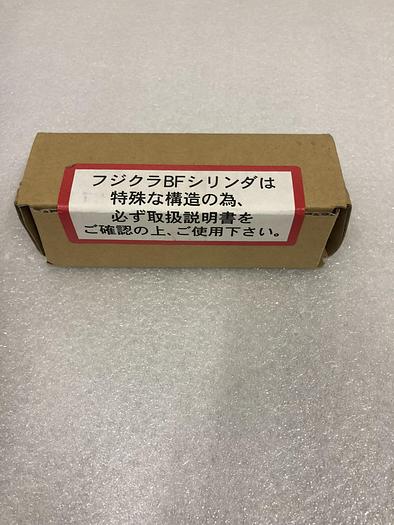 フジクラBFシリンダは
特殊な構造の為、
必ず取扱説明書を
ご確認の上、ご使用下さい。